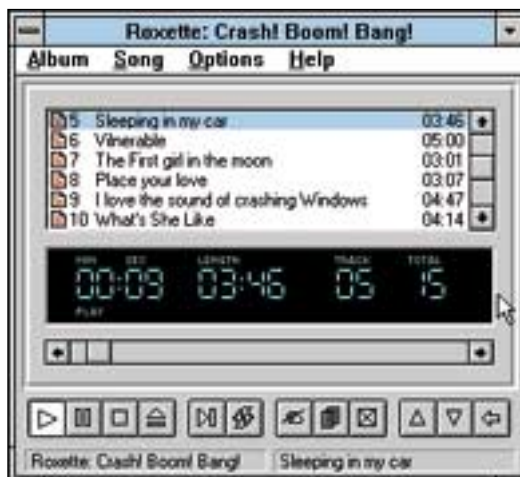 Roxette: Crash! Boom! Bang!
Album Song Options Help
5 Sleeping in my car 03:46
6 Vilnerable 05:00
7 The First girl in the moon 03:01
8 Place your love 03:07
9 I love the sound of crashing Windows 04:47
10 What's She Like 04:14
MIN SEC LENGTH TRACK TOTAL
00:09 03:46 05 15
PLAY
Roxette: Crash! Boom! Bang! Sleeping in my car